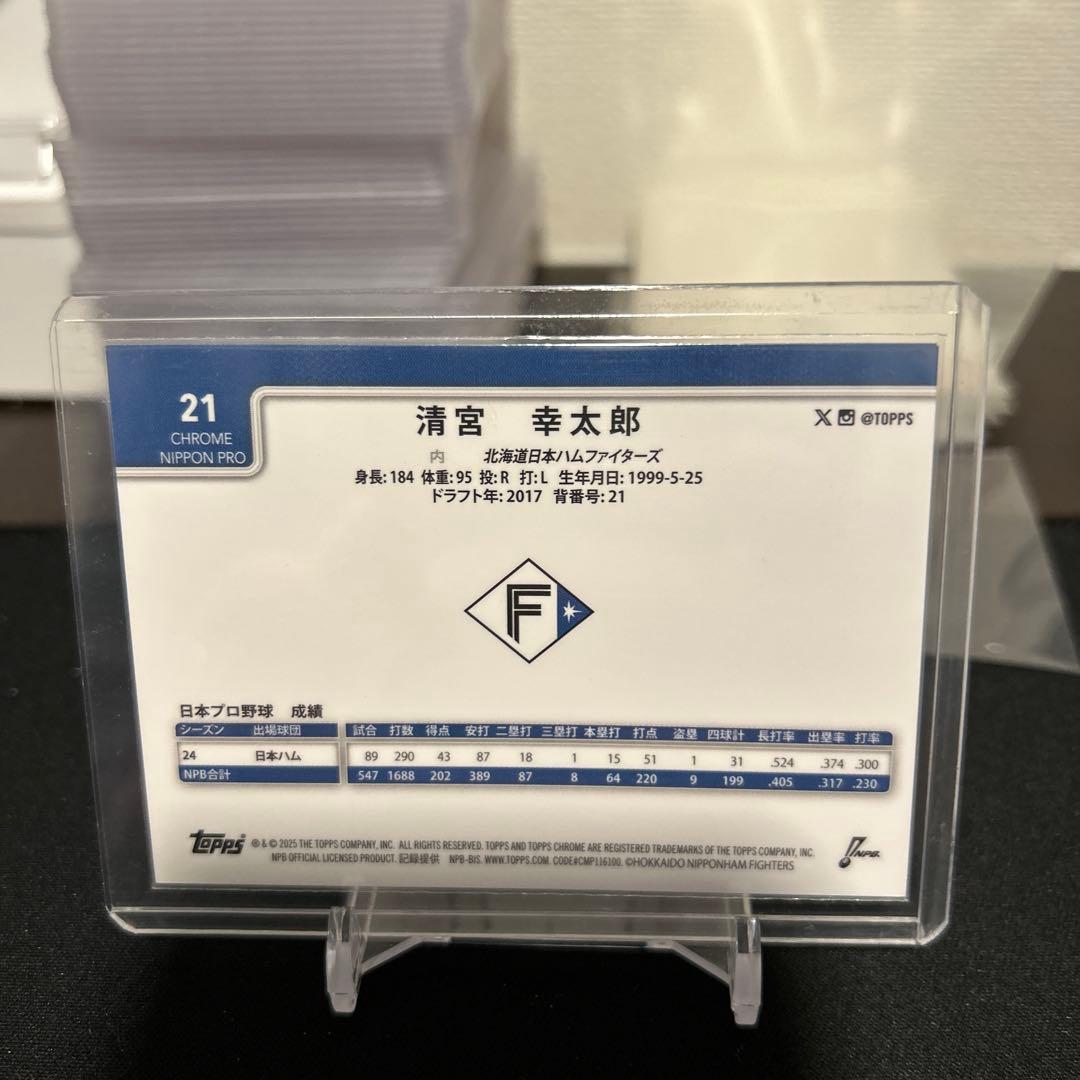 21
CHROME
NIPPON PRO
清宮 幸太郎
@TOPPS
内 北海道日本ハムファイターズ
身長: 184 体重: 95 投: R 打: L 生年月日: 1999-5-25
ドラフト年: 2017 背番号: 21
F
日本プロ野球 成績
シーズン 出場球団 試合 打数 得点 安打 二塁打 三塁打 本塁打 打点 盗塁 四球計 長打率 出塁率 打率
24 日本ハム 89 290 43 87 18 1 15 51 1 31 .524 .374 .300
NPB合計 547 1688 202 389 87 8 64 220 9 199 .405 .317 .230
Topps ® & © 2025 THE TOPPS COMPANY, INC. ALL RIGHTS RESERVED. TOPPS AND TOPPS CHROME ARE REGISTERED TRADEMARKS OF THE TOPPS COMPANY, INC.
NPB OFFICIAL LICENSED PRODUCT. 記録提供 NPB-BIS. WWW.TOPPS.COM. CODE#CMP116100. ©HOKKAIDO NIPPONHAM FIGHTERS
NPB